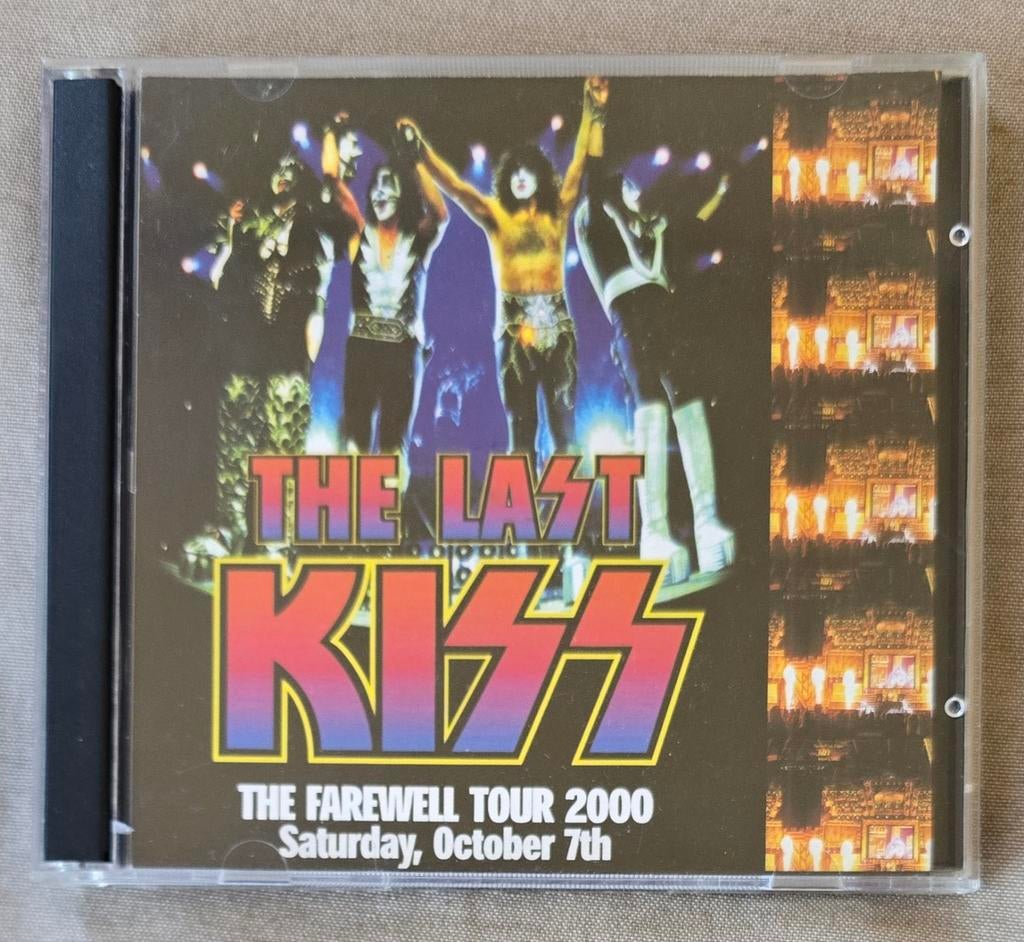 THE LAST
KISS
THE FAREWELL TOUR 2000
Saturday, October 7th